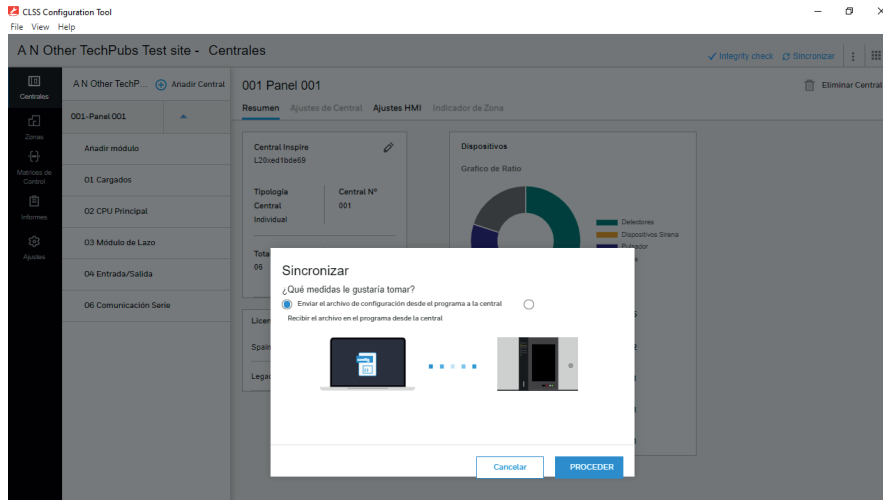 CLSS Configuration Tool
File View Help
A N Other TechPubs Test site - Centrales
Integrity check Sincronizar
Centrales
Zonas
Matrices de
Control
Informes
Ajustes
A N Other TechP... Añadir Central
001-Panel 001
Añadir módulo
01 Cargados
02 CPU Principal
03 Módulo de Lazo
04 Entrada/Salida
06 Comunicación Serie
001 Panel 001
Eliminar Central
Resumen Ajustes de Central Ajustes HMI Indicador de Zona
Central Inspire
L20xed1bde69
Tipología
Central
Individual
Central Nº
001
Tota
06
Licen
Spain
Legac
Dispositivos
Grafico de Ratio
Detectores
Dispositivos Sirena
Pulsador
Sincronizar
¿Qué medidas le gustaría tomar?
Enviar el archivo de configuración desde el programa a la central
Recibir el archivo en el programa desde la central
Cancelar PROCEDER